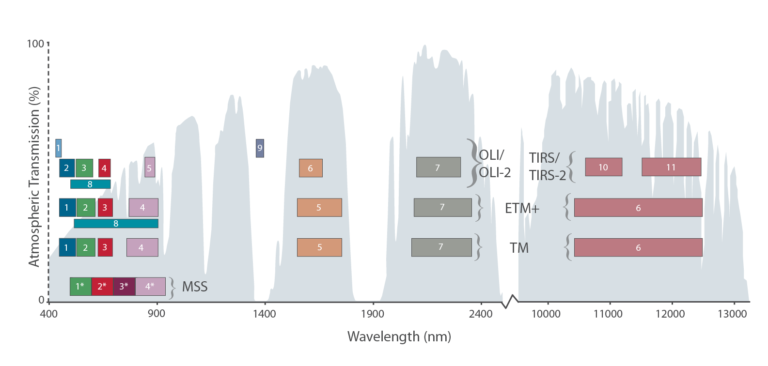 100
Atmospheric Transmission (%)
1 9
2 3 4 5 6 7 OLI/ OLI-2 TIRS/ TIRS-2 10 11
8
1 2 3 4 5 7 ETM+ 6
8
1 2 3 4 5 7 TM 6
1* 2* 3* 4* MSS
0
400 900 1400 1900 2400 10000 11000 12000 13000
Wavelength (nm)